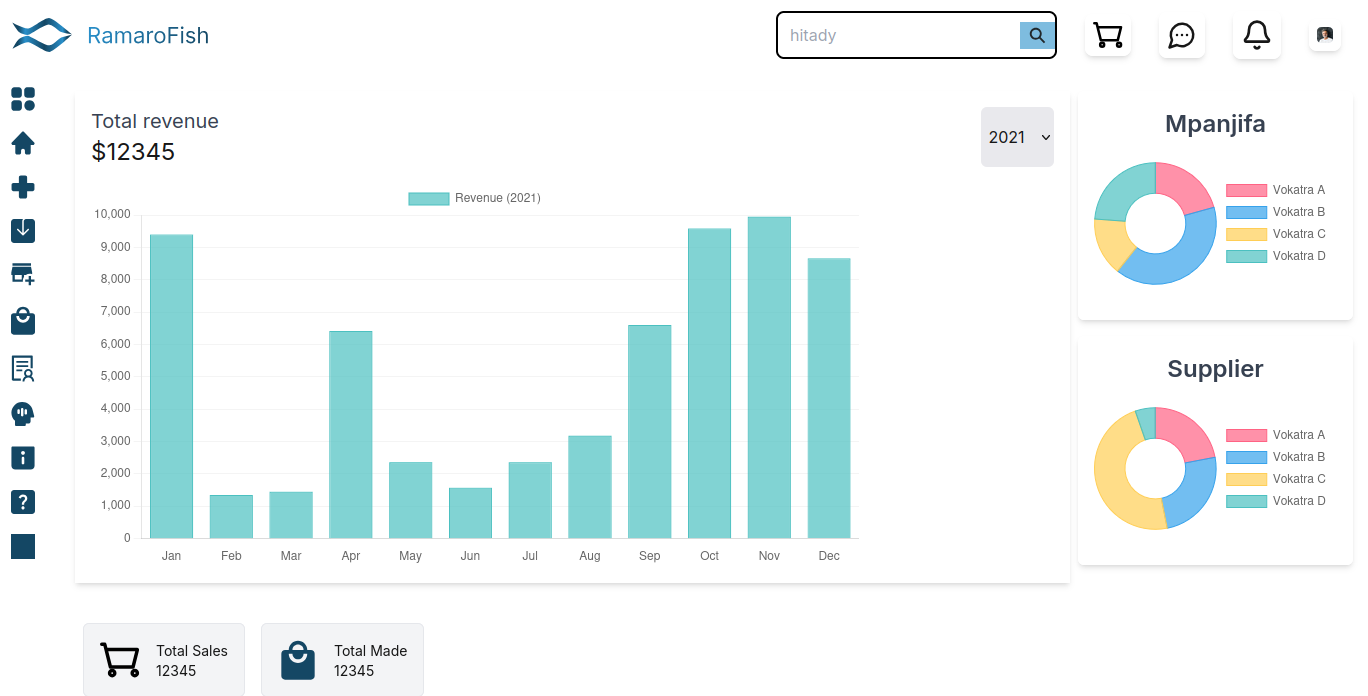 RamaroFish
hitady
Total revenue
$12345
2021
Revenue (2021)
10,000
9,000
8,000
7,000
6,000
5,000
4,000
3,000
2,000
1,000
0
Jan Feb Mar Apr May Jun Jul Aug Sep Oct Nov Dec
Mpanjifa
Vokatra A
Vokatra B
Vokatra C
Vokatra D
Supplier
Vokatra A
Vokatra B
Vokatra C
Vokatra D
Total Sales
12345
Total Made
12345